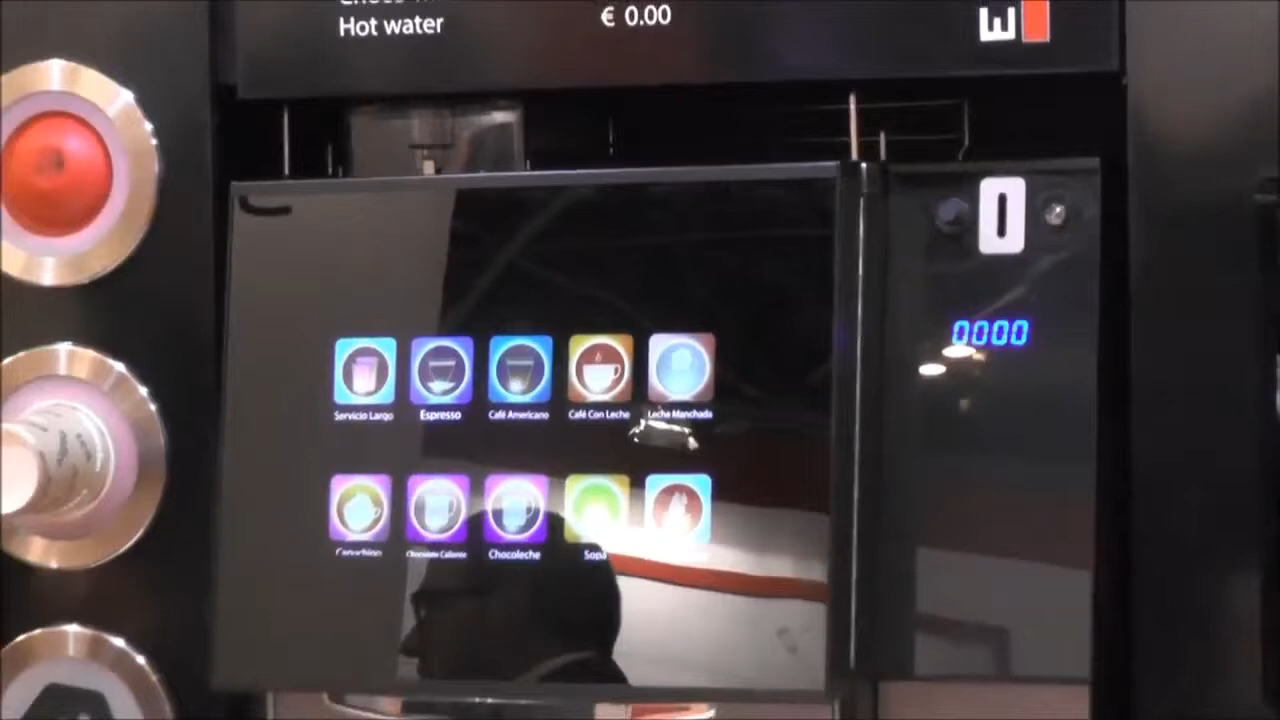 Hot water
€ 0.00
0000
Servicio Largo
Espresso
Café Americano
Café Con Leche
Leche Manchada
Capuchino
Chocolate Caliente
Chocoleche
Sopa